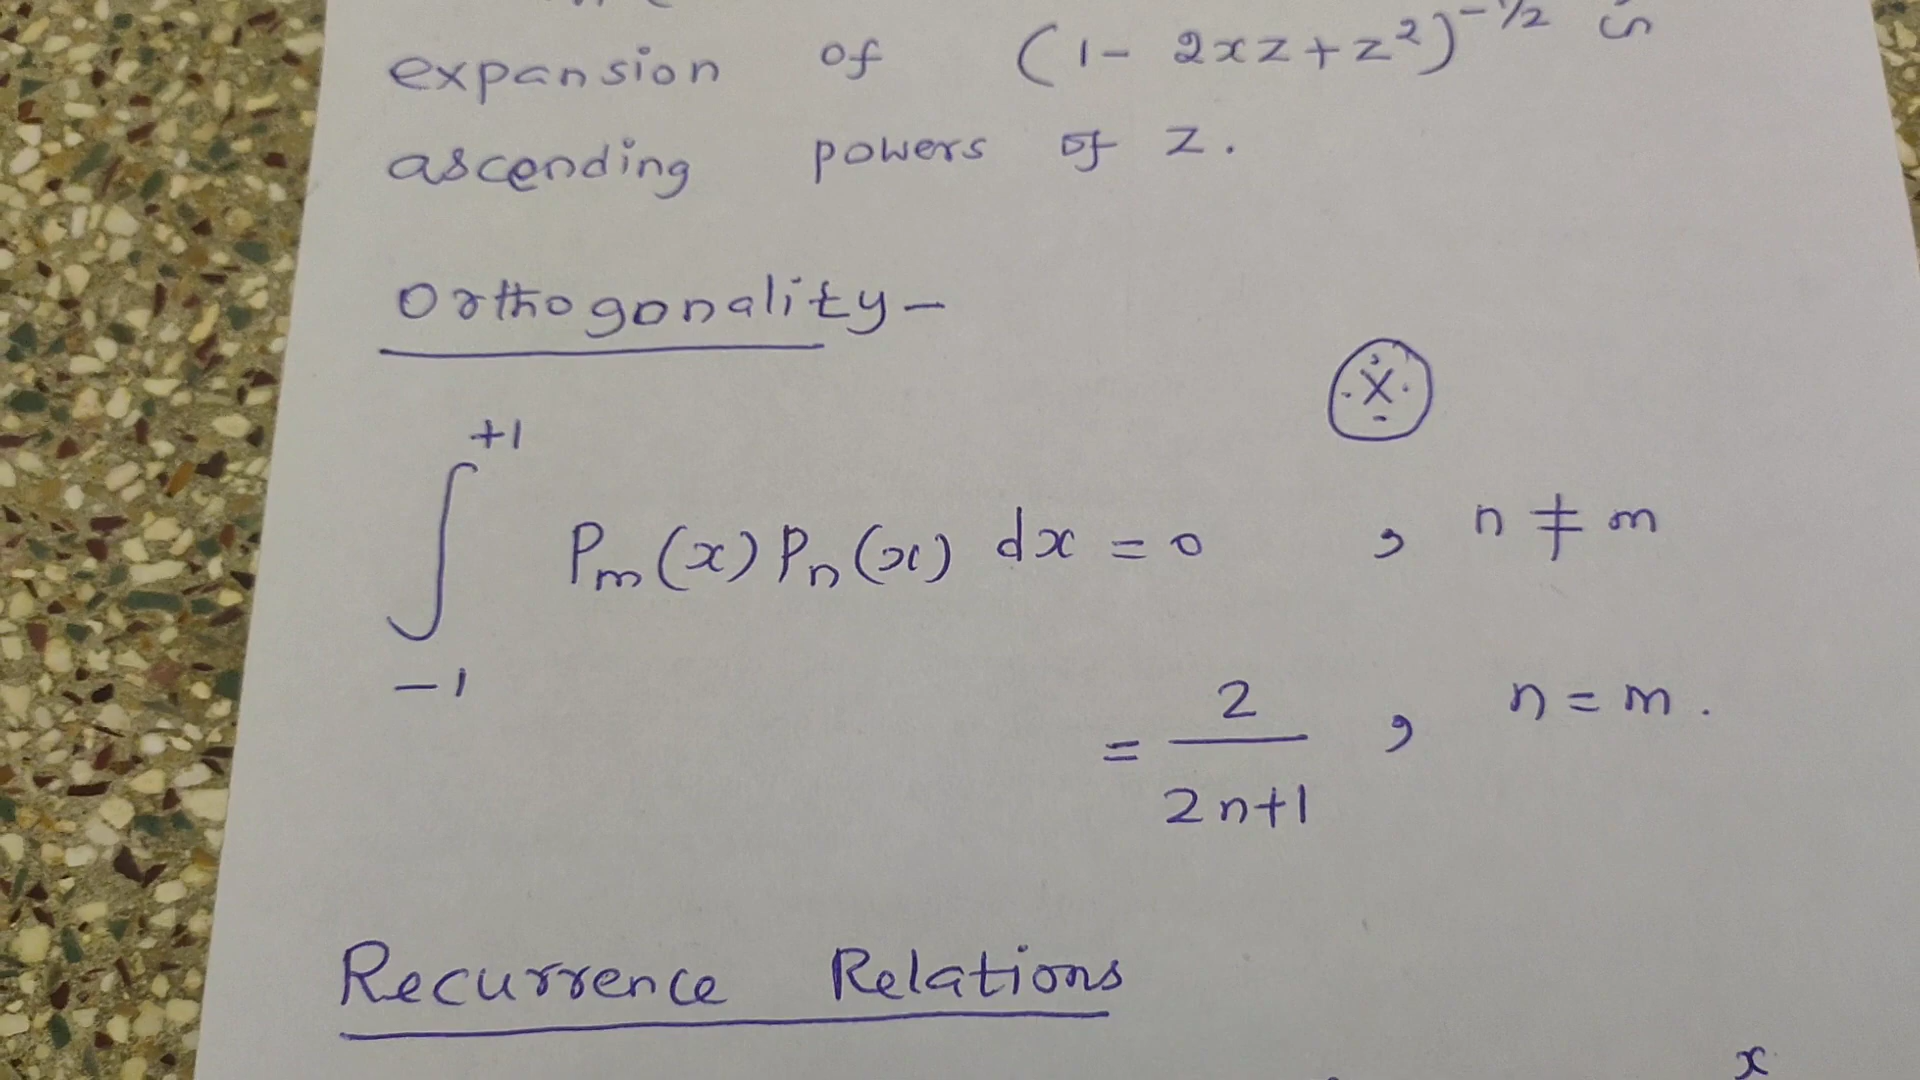 expansion of (1- 2xz+z²)^-1/2 is
ascending powers of z.
Orthogonality-
x
∫_{-1}^{+1} Pm(x) Pn(x) dx = 0 , n ≠ m
= 2/(2n+1) , n = m.
Recurrence Relations
x